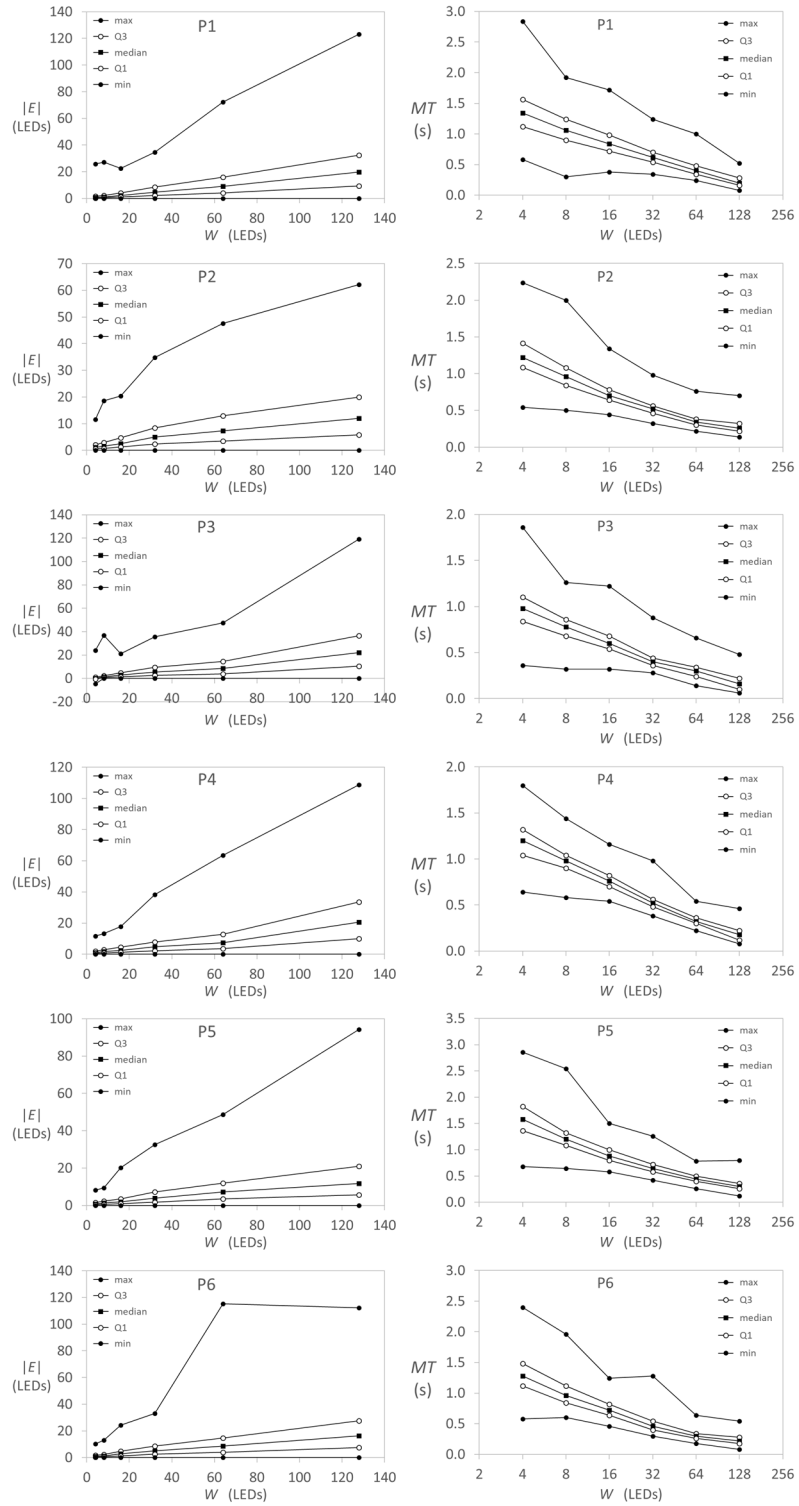 P1
140
120
100
80
60
40
20
0
|E|
(LEDs)
max
Q3
median
Q1
min
0 20 40 60 80 100 120 140
W (LEDs)
P1
3.0
2.5
2.0
1.5
1.0
0.5
0.0
MT
(s)
max
Q3
median
Q1
min
2 4 8 16 32 64 128 256
W (LEDs)
P2
70
60
50
40
30
20
10
0
|E|
(LEDs)
max
Q3
median
Q1
min
0 20 40 60 80 100 120 140
W (LEDs)
P2
2.5
2.0
1.5
1.0
0.5
0.0
MT
(s)
max
Q3
median
Q1
min
2 4 8 16 32 64 128 256
W (LEDs)
P3
140
120
100
80
60
40
20
0
-20
|E|
(LEDs)
max
Q3
median
Q1
min
0 20 40 60 80 100 120 140
W (LEDs)
P3
2.0
1.5
1.0
0.5
0.0
MT
(s)
max
Q3
median
Q1
min
2 4 8 16 32 64 128 256
W (LEDs)
P4
120
100
80
60
40
20
0
|E|
(LEDs)
max
Q3
median
Q1
min
0 20 40 60 80 100 120 140
W (LEDs)
P4
2.0
1.5
1.0
0.5
0.0
MT
(s)
max
Q3
median
Q1
min
2 4 8 16 32 64 128 256
W (LEDs)
P5
100
80
60
40
20
0
|E|
(LEDs)
max
Q3
median
Q1
min
0 20 40 60 80 100 120 140
W (LEDs)
P5
3.5
3.0
2.5
2.0
1.5
1.0
0.5
0.0
MT
(s)
max
Q3
median
Q1
min
2 4 8 16 32 64 128 256
W (LEDs)
P6
140
120
100
80
60
40
20
0
|E|
(LEDs)
max
Q3
median
Q1
min
0 20 40 60 80 100 120 140
W (LEDs)
P6
3.0
2.5
2.0
1.5
1.0
0.5
0.0
MT
(s)
max
Q3
median
Q1
min
2 4 8 16 32 64 128 256
W (LEDs)